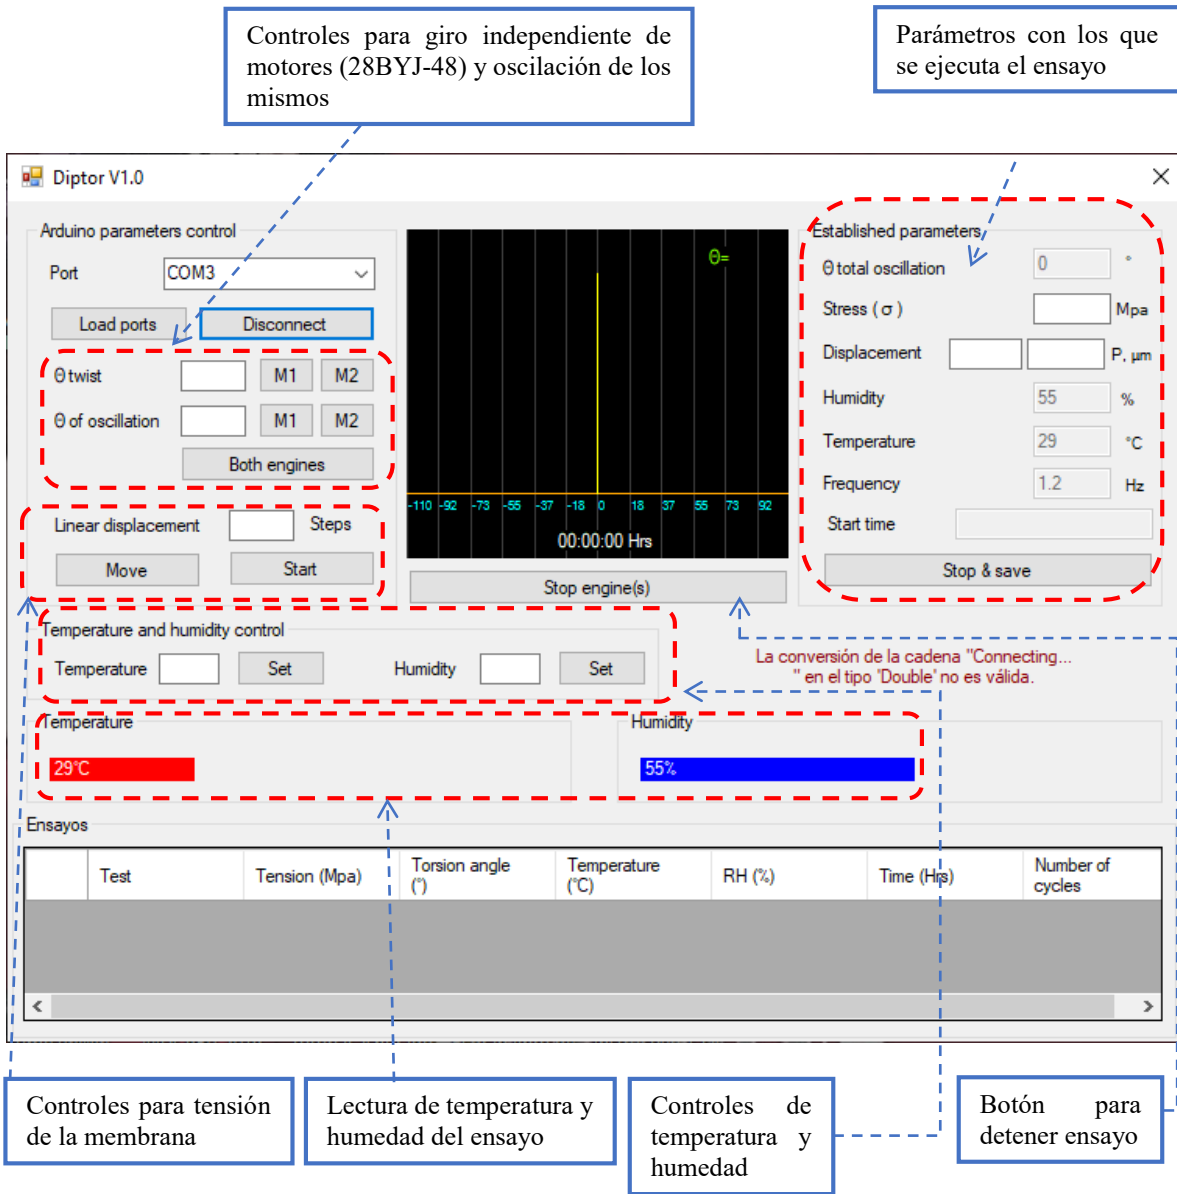 Controles para giro independiente de
motores (28BYJ-48) y oscilación de los
mismos
Parámetros con los que
se ejecuta el ensayo
Diptor V1.0
Arduino parameters control
Port
COM3
Load ports
Disconnect
Θ twist
M1
M2
Θ of oscillation
M1
M2
Both engines
Linear displacement
Steps
Move
Start
Θ=
-110 -92 -73 -55 -37 -18 0 18 37 55 73 92
00:00:00 Hrs
Stop engine(s)
Established parameters
Θ total oscillation
0
°
Stress ( σ )
Mpa
Displacement
P, µm
Humidity
55
%
Temperature
29
°C
Frequency
1.2
Hz
Start time
Stop & save
Temperature and humidity control
Temperature
Set
Humidity
Set
La conversión de la cadena "Connecting...
" en el tipo 'Double' no es válida.
Temperature
29°C
Humidity
55%
Ensayos
Test
Tension (Mpa)
Torsion angle
(°)
Temperature
(°C)
RH (%)
Time (Hrs)
Number of
cycles
Controles para tensión
de la membrana
Lectura de temperatura y
humedad del ensayo
Controles de
temperatura y
humedad
Botón para
detener ensayo